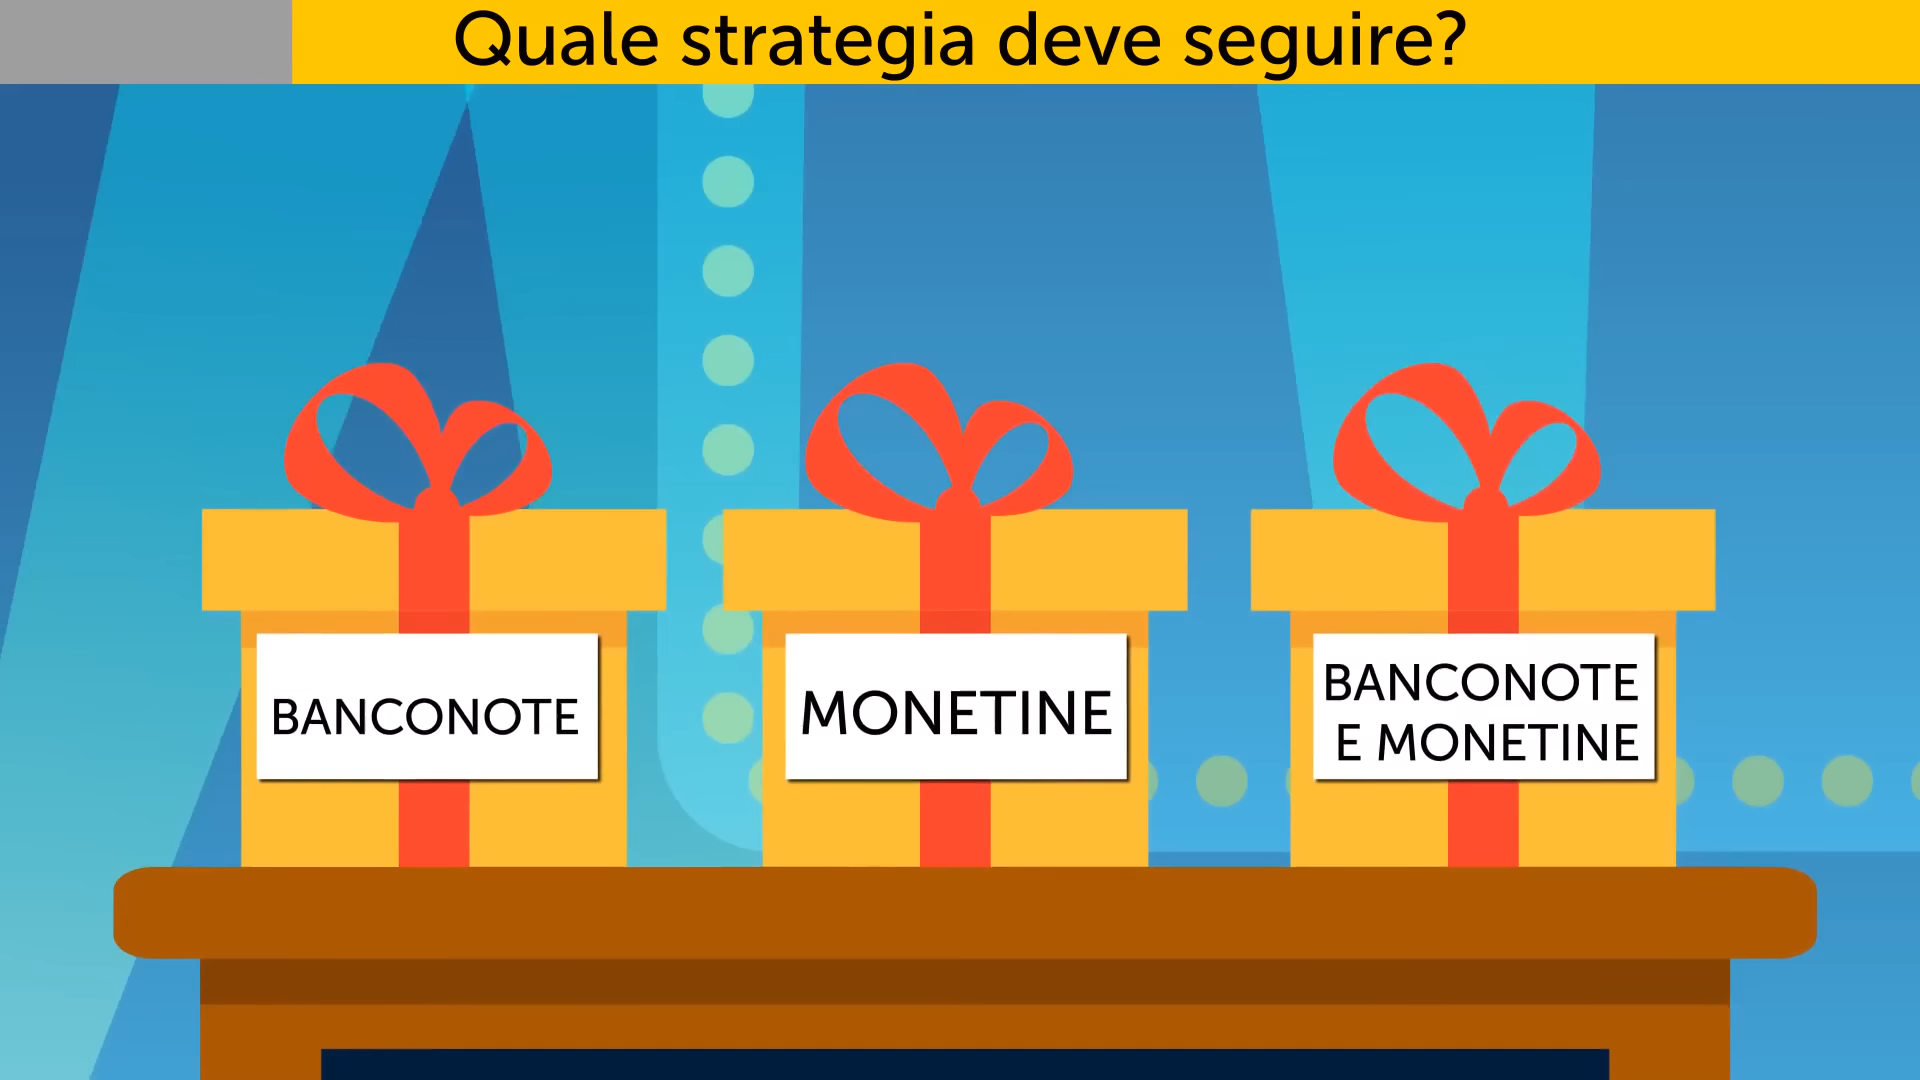 Quale strategia deve seguire?
BANCONOTE
MONETINE
BANCONOTE
E MONETINE